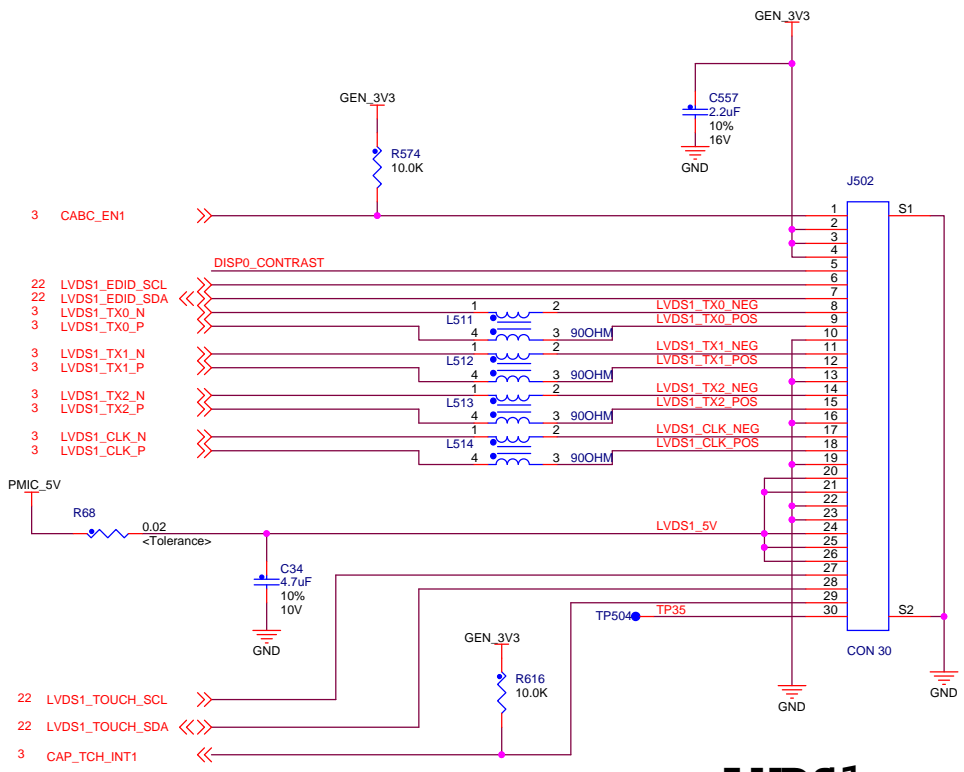 GEN_3V3
C557
2.2uF
10%
16V
GND
GEN_3V3
R574
10.0K
J502
3 CABC_EN1
1
S1
2
3
4
DISP0_CONTRAST
5
22 LVDS1_EDID_SCL
6
22 LVDS1_EDID_SDA
7
3 LVDS1_TX0_N
1
2
LVDS1_TX0_NEG
8
L511
3 LVDS1_TX0_P
4
3
90OHM
LVDS1_TX0_POS
9
10
3 LVDS1_TX1_N
1
2
LVDS1_TX1_NEG
11
L512
3 LVDS1_TX1_P
4
3
90OHM
LVDS1_TX1_POS
12
13
3 LVDS1_TX2_N
1
2
LVDS1_TX2_NEG
14
L513
3 LVDS1_TX2_P
4
3
90OHM
LVDS1_TX2_POS
15
16
3 LVDS1_CLK_N
1
2
LVDS1_CLK_NEG
17
L514
3 LVDS1_CLK_P
4
3
90OHM
LVDS1_CLK_POS
18
19
20
21
22
23
PMIC_5V
R68
0.02
<Tolerance>
LVDS1_5V
24
25
26
27
28
29
C34
4.7uF
10%
10V
GND
TP504
TP35
30
S2
CON 30
GEN_3V3
R616
10.0K
GND
GND
22 LVDS1_TOUCH_SCL
22 LVDS1_TOUCH_SDA
3 CAP_TCH_INT1